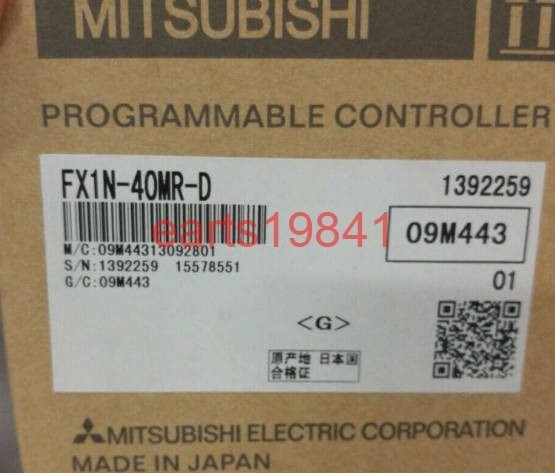 MITSUBISHI
PROGRAMMABLE CONTROLLER
FX1N-40MR-D
1392259
earts19841
09M443
M/C:09M44313092801
S/N:1392259 15578551
G/C:09M443
01
<G>
原产地 日本国
合格证
MITSUBISHI ELECTRIC CORPORATION
MADE IN JAPAN